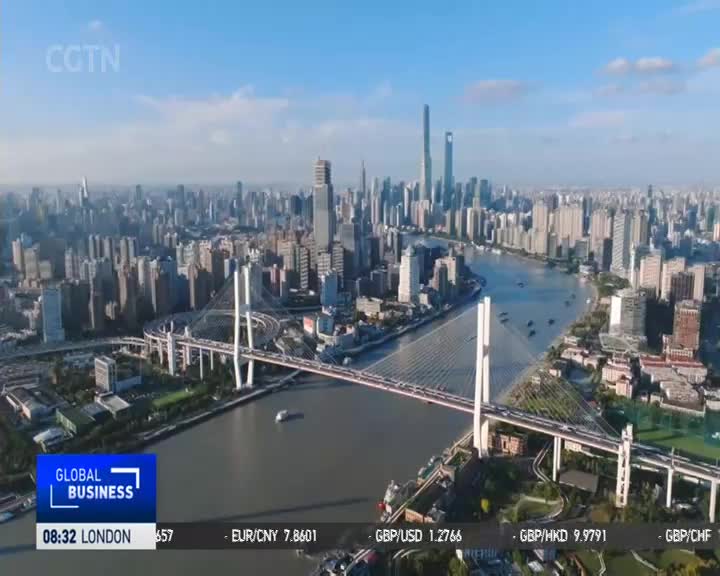 CGTN
GLOBAL
BUSINESS
08:32 LONDON
657 · EUR/CNY 7.8601 · GBP/USD 1.2766 · GBP/HKD 9.9791 · GBP/CHF